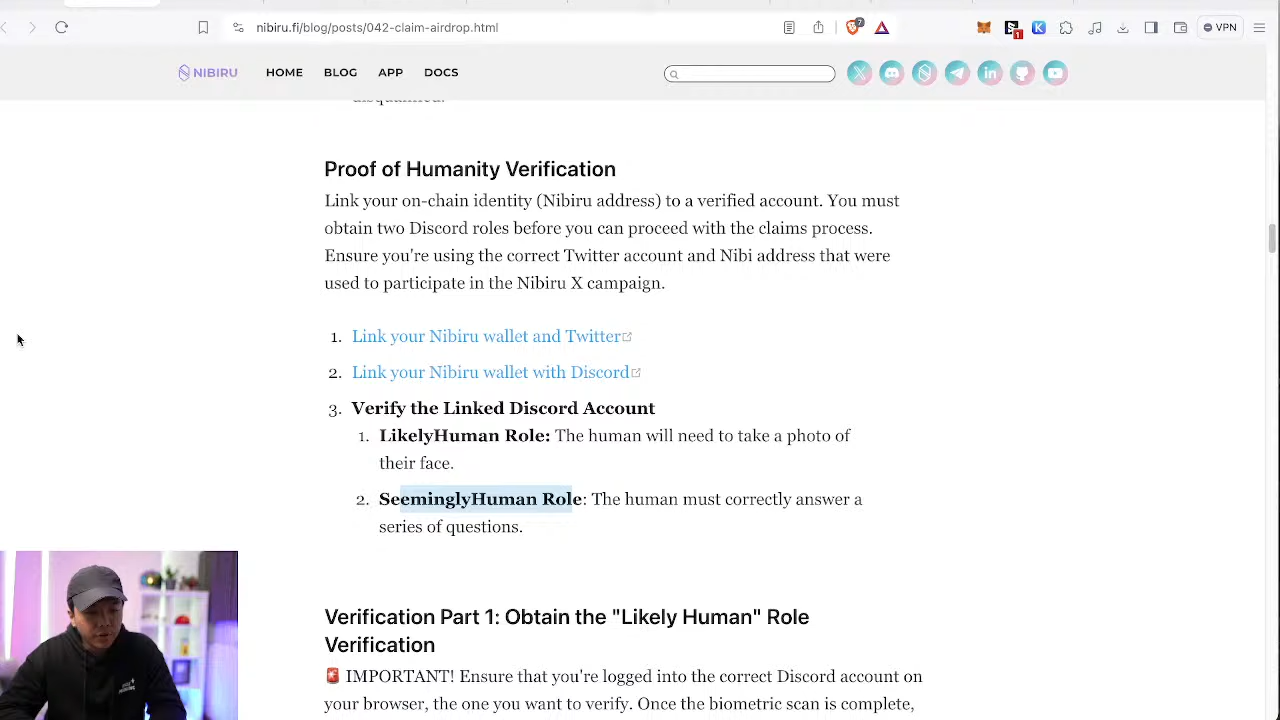 nibiru.fi/blog/posts/042-claim-airdrop.html
7
1
VPN
NIBIRU
HOME
BLOG
APP
DOCS
disqualified.
Proof of Humanity Verification
Link your on-chain identity (Nibiru address) to a verified account. You must
obtain two Discord roles before you can proceed with the claims process.
Ensure you're using the correct Twitter account and Nibi address that were
used to participate in the Nibiru X campaign.
1. Link your Nibiru wallet and Twitter
2. Link your Nibiru wallet with Discord
3. Verify the Linked Discord Account
1. LikelyHuman Role: The human will need to take a photo of
their face.
2. SeeminglyHuman Role: The human must correctly answer a
series of questions.
Verification Part 1: Obtain the "Likely Human" Role
Verification
🚨 IMPORTANT! Ensure that you're logged into the correct Discord account on
your browser, the one you want to verify. Once the biometric scan is complete,